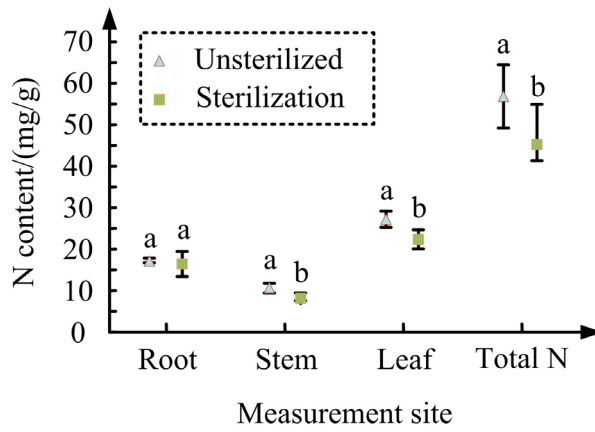 N content/(mg/g)
70
60
50
40
30
20
10
0
Unsterilized
Sterilization
a
a
a
b
a
b
a
b
Root
Stem
Leaf
Total N
Measurement site